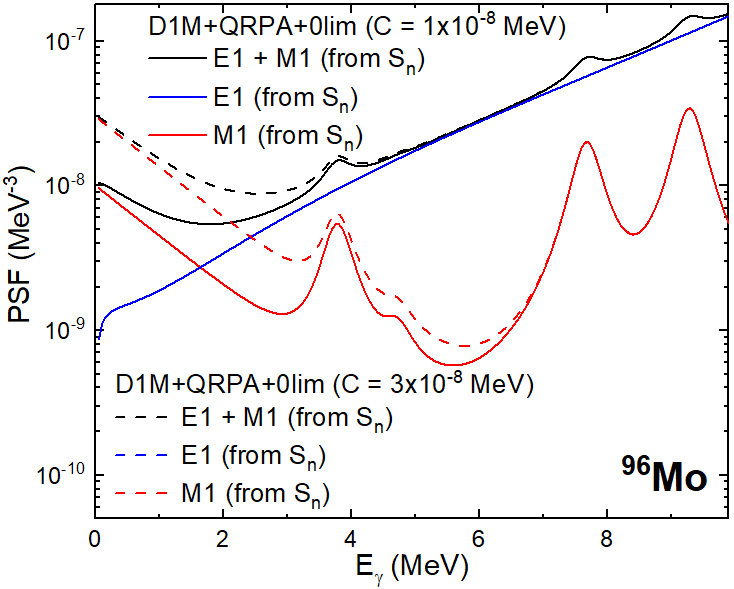 D1M+QRPA+0lim (C = 1x10⁻⁸ MeV)
E1 + M1 (from Sₙ)
E1 (from Sₙ)
M1 (from Sₙ)
10⁻⁷
10⁻⁸
10⁻⁹
10⁻¹⁰
PSF (MeV⁻³)
D1M+QRPA+0lim (C = 3x10⁻⁸ MeV)
E1 + M1 (from Sₙ)
E1 (from Sₙ)
M1 (from Sₙ)
⁹⁶Mo
0 2 4 6 8
Eᵧ (MeV)